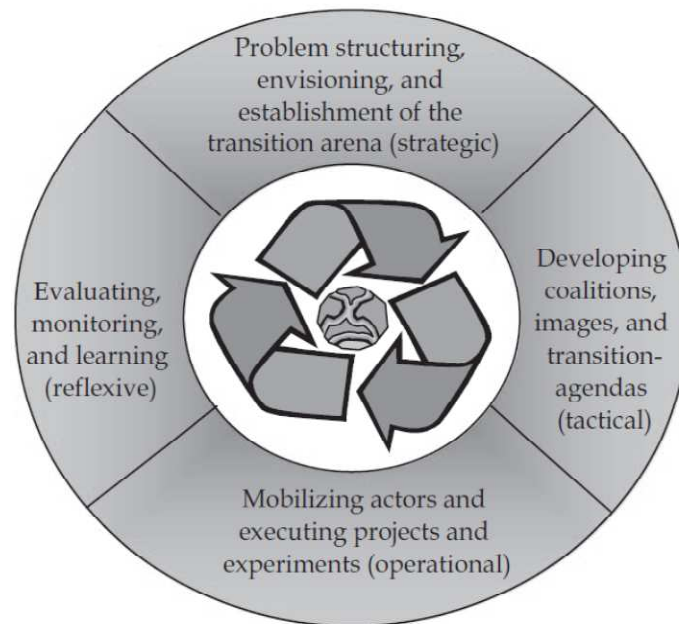 Problem structuring,
envisioning, and
establishment of the
transition arena (strategic)
Developing
coalitions,
images, and
transition-
agendas
(tactical)
Mobilizing actors and
executing projects and
experiments (operational)
Evaluating,
monitoring,
and learning
(reflexive)